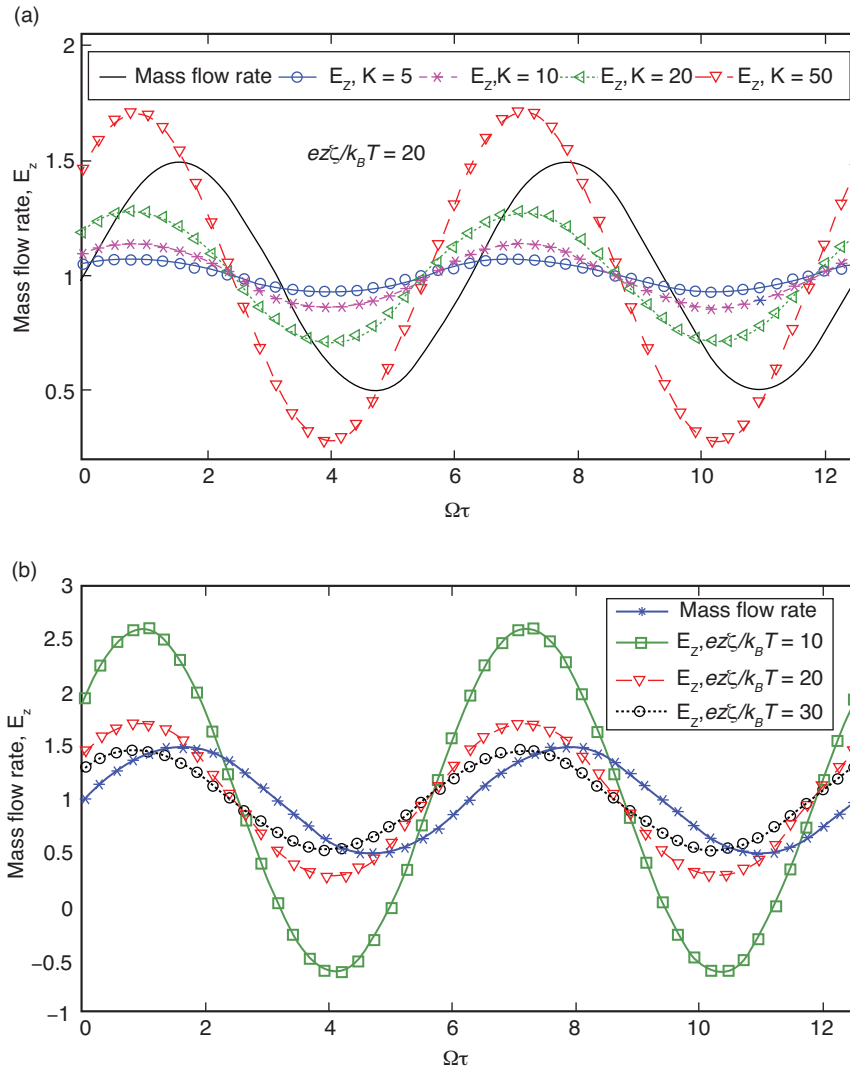 (a)
2
Mass flow rate E_z, K = 5 E_z,K = 10 E_z, K = 20 E_z, K = 50
ezζ/k_BT = 20
1.5
1
0.5
Mass flow rate, E_z
0 2 4 6 8 10 12
Ωτ
(b)
3
2.5
2
1.5
1
0.5
0
−0.5
−1
Mass flow rate, E_z
Mass flow rate
E_z, ezζ/k_BT = 10
E_z, ezζ/k_BT = 20
E_z, ezζ/k_BT = 30
0 2 4 6 8 10 12
Ωτ